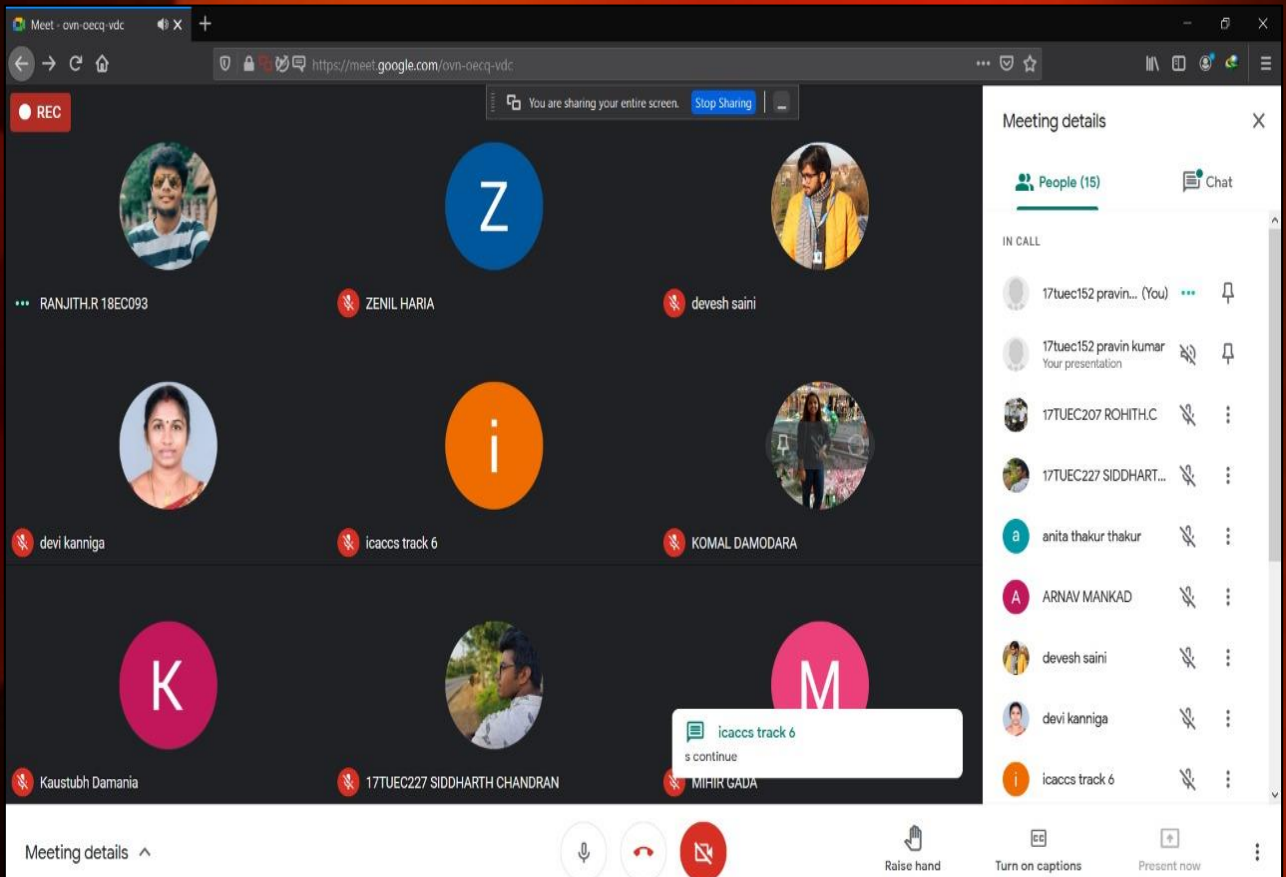 Meet - ovn-oecq-vdc
https://meet.google.com/ovn-oecq-vdc
REC
You are sharing your entire screen. Stop Sharing
RANJITH.R 18EC093
Z
ZENIL HARIA
devesh saini
devi kanniga
i
icaccs track 6
KOMAL DAMODARA
K
Kaustubh Damania
17TUEC227 SIDDHARTH CHANDRAN
M
MIHIR GADA
icaccs track 6
s continue
Meeting details
People (15) Chat
IN CALL
17tuec152 pravin... (You)
17tuec152 pravin kumar
Your presentation
17TUEC207 ROHITH.C
17TUEC227 SIDDHART...
a
anita thakur thakur
A
ARNAV MANKAD
devesh saini
devi kanniga
i
icaccs track 6
Meeting details
Raise hand
CC
Turn on captions
Present now